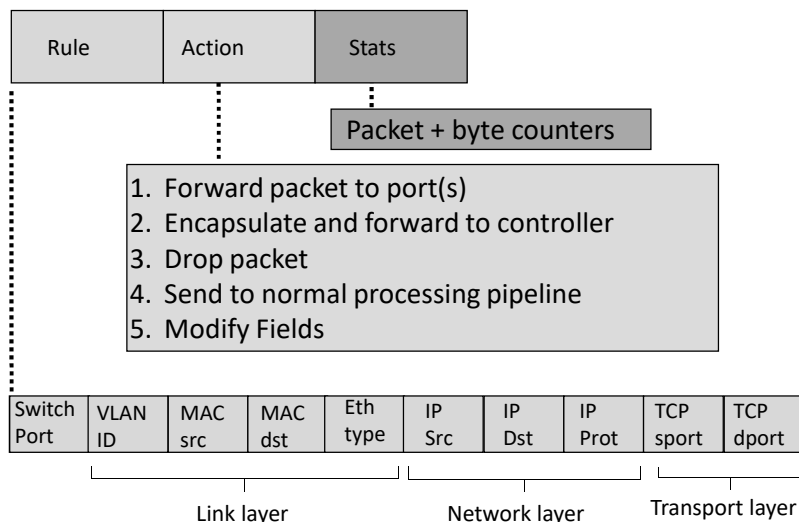 Rule Action Stats
Packet + byte counters
1. Forward packet to port(s)
2. Encapsulate and forward to controller
3. Drop packet
4. Send to normal processing pipeline
5. Modify Fields
Switch Port
VLAN ID
MAC src
MAC dst
Eth type
IP Src
IP Dst
IP Prot
TCP sport
TCP dport
Link layer
Network layer
Transport layer